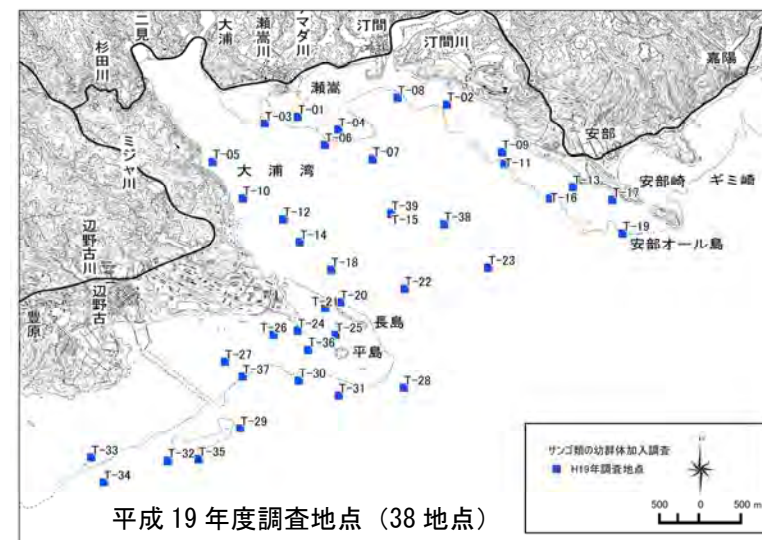 二見
杉田川
大浦
瀬嵩川
マダ川
汀間
汀間川
嘉陽
瀬嵩
安部
T-08
T-02
T-01
T-03
T-04
T-06
T-07
T-05
T-09
T-11
ミジャ川
大浦湾
T-10
T-13
安部崎
ギミ崎
T-16
T-17
T-12
T-39
T-15
T-38
T-14
T-19
安部オール島
辺野古川
T-18
T-23
T-22
辺野古
豊原
T-20
T-21
長島
T-26
T-24
T-25
T-36
平島
T-27
T-37
T-30
T-28
T-31
T-29
T-33
T-32
T-35
T-34
サンゴ類の幼群体加入調査
H19年調査地点
500 0 500 m
平成19年度調査地点（38地点）